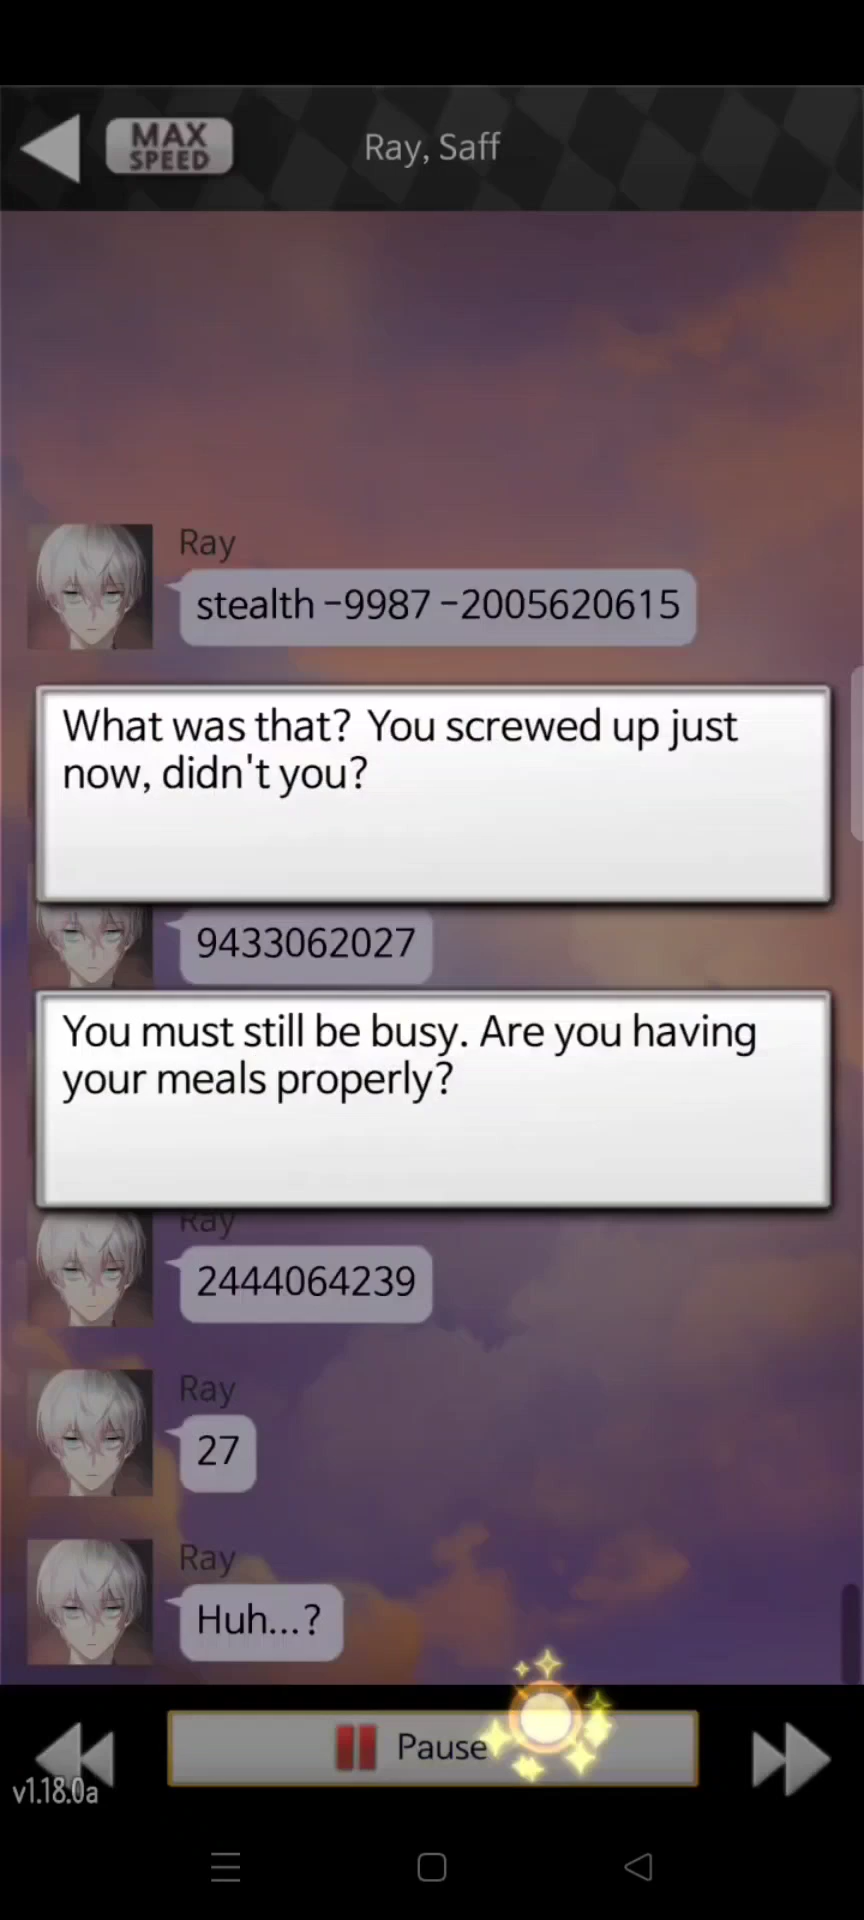 MAX
SPEED
Ray, Saff
Ray
stealth -9987 -2005620615
What was that? You screwed up just
now, didn't you?
9433062027
You must still be busy. Are you having
your meals properly?
Ray
2444064239
Ray
27
Ray
Huh...?
Pause
v1.18.0a